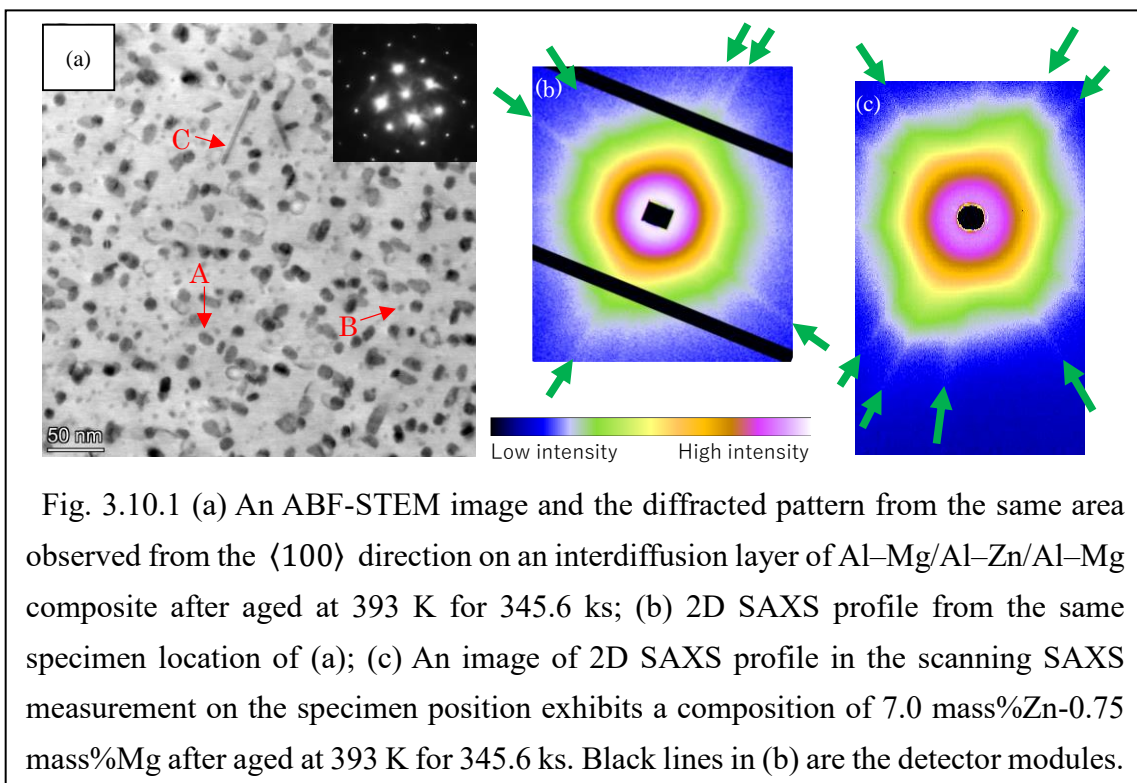 (a)
C
A
B
50 nm
(b)
(c)
Low intensity
High intensity
Fig. 3.10.1 (a) An ABF-STEM image and the diffracted pattern from the same area
observed from the ⟨100⟩ direction on an interdiffusion layer of Al–Mg/Al–Zn/Al–Mg
composite after aged at 393 K for 345.6 ks; (b) 2D SAXS profile from the same
specimen location of (a); (c) An image of 2D SAXS profile in the scanning SAXS
measurement on the specimen position exhibits a composition of 7.0 mass%Zn-0.75
mass%Mg after aged at 393 K for 345.6 ks. Black lines in (b) are the detector modules.